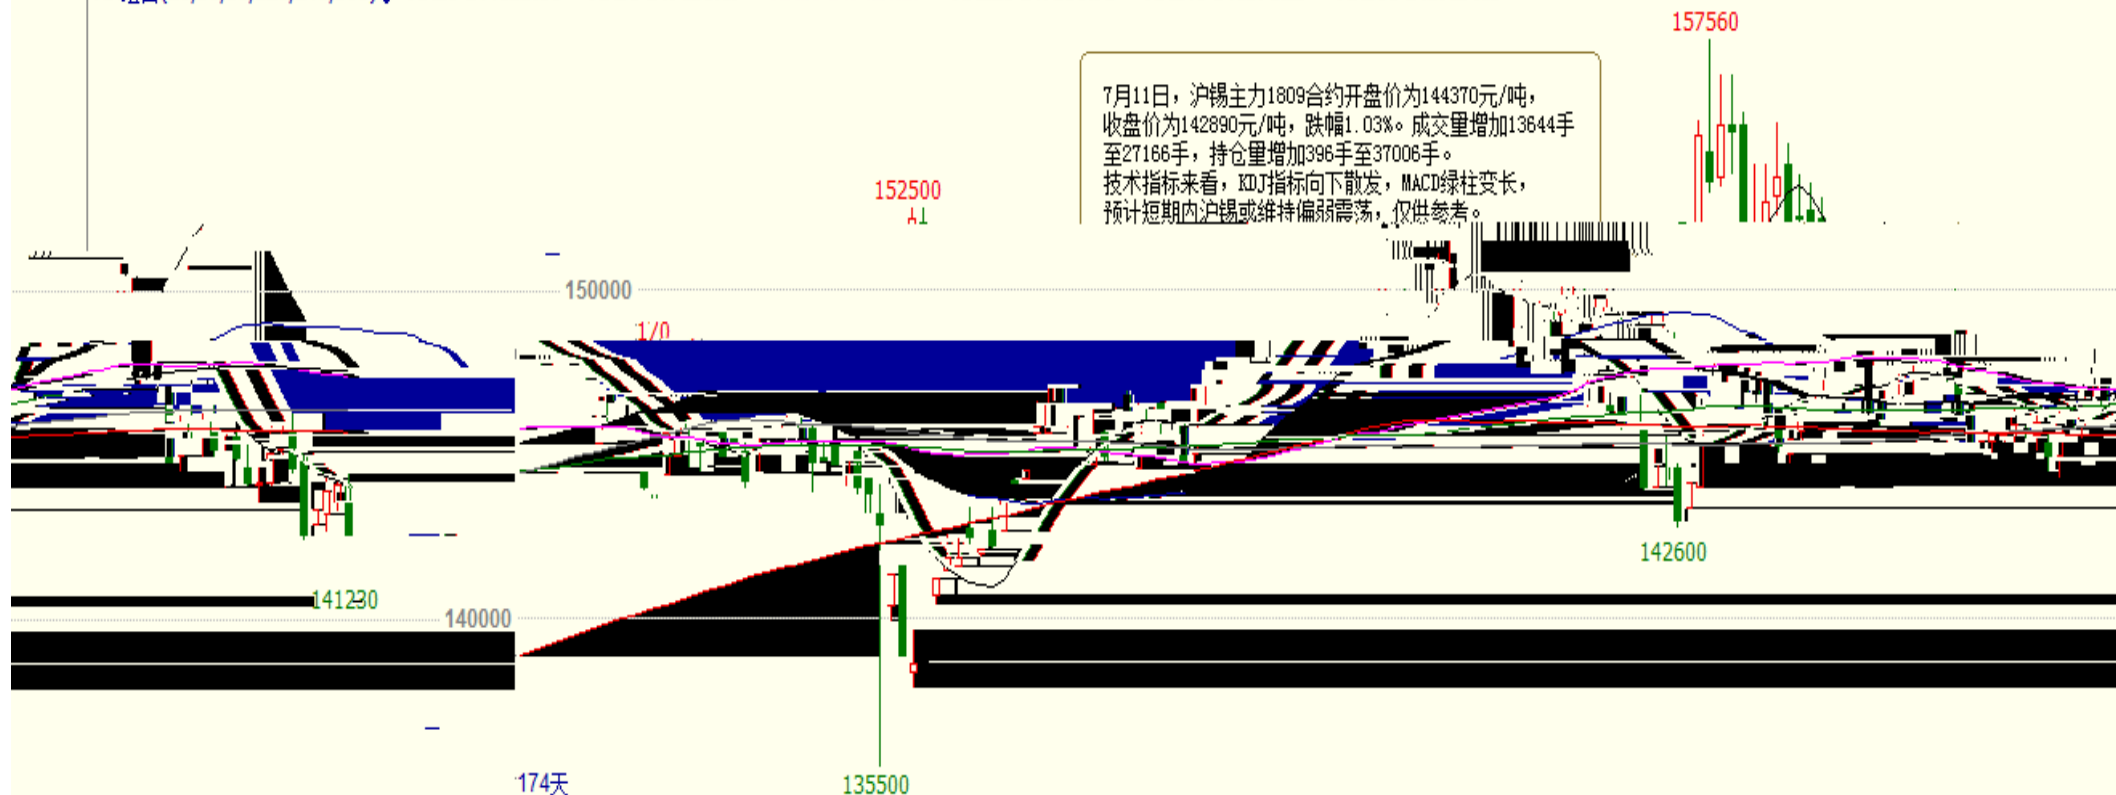 157560
7月11日，沪锡主力1809合约开盘价为144370元/吨，
收盘价为142890元/吨，跌幅1.03%。成交量增加13644手
至27166手，持仓量增加396手至37006手。
技术指标来看，KDJ指标向下散发，MACD绿柱变长，
预计短期内沪锡或维持偏弱震荡，仅供参考。
152500
150000
142600
141230
140000
174天
135500